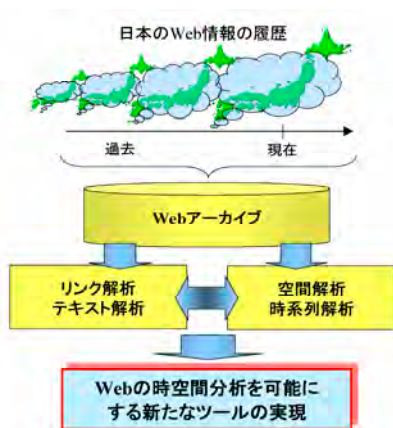 日本のWeb情報の履歴
過去
現在
Webアーカイブ
リンク解析
テキスト解析
空間解析
時系列解析
Webの時空間分析を可能に
する新たなツールの実現